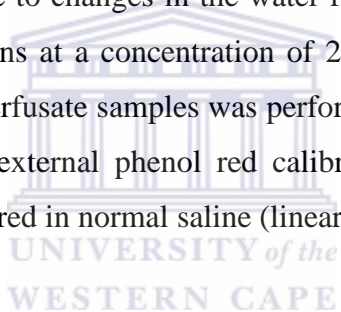 e to changes in the water f
ns at a concentration of 2
erfusate samples was perfor
external phenol red calibr
red in normal saline (linear
UNIVERSITY of the
WESTERN CAPE